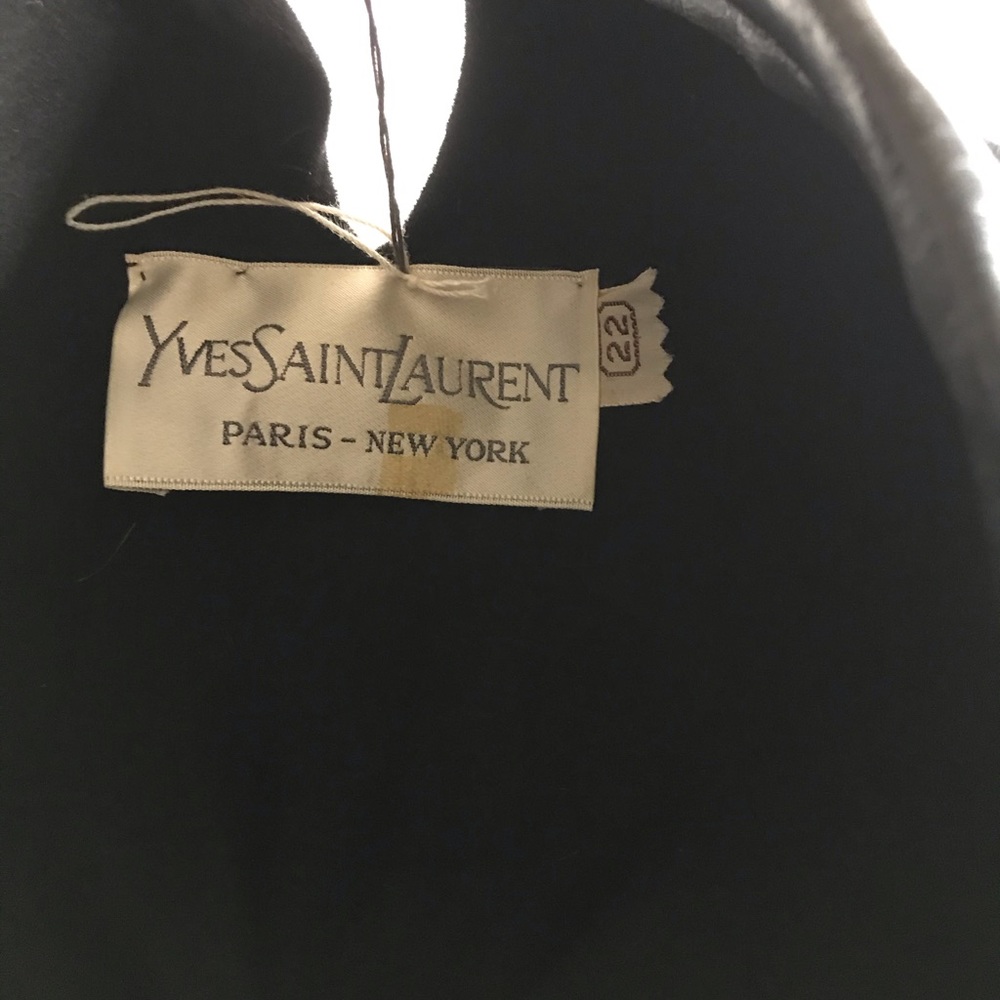 YVES SAINT LAURENT
PARIS - NEW YORK
22